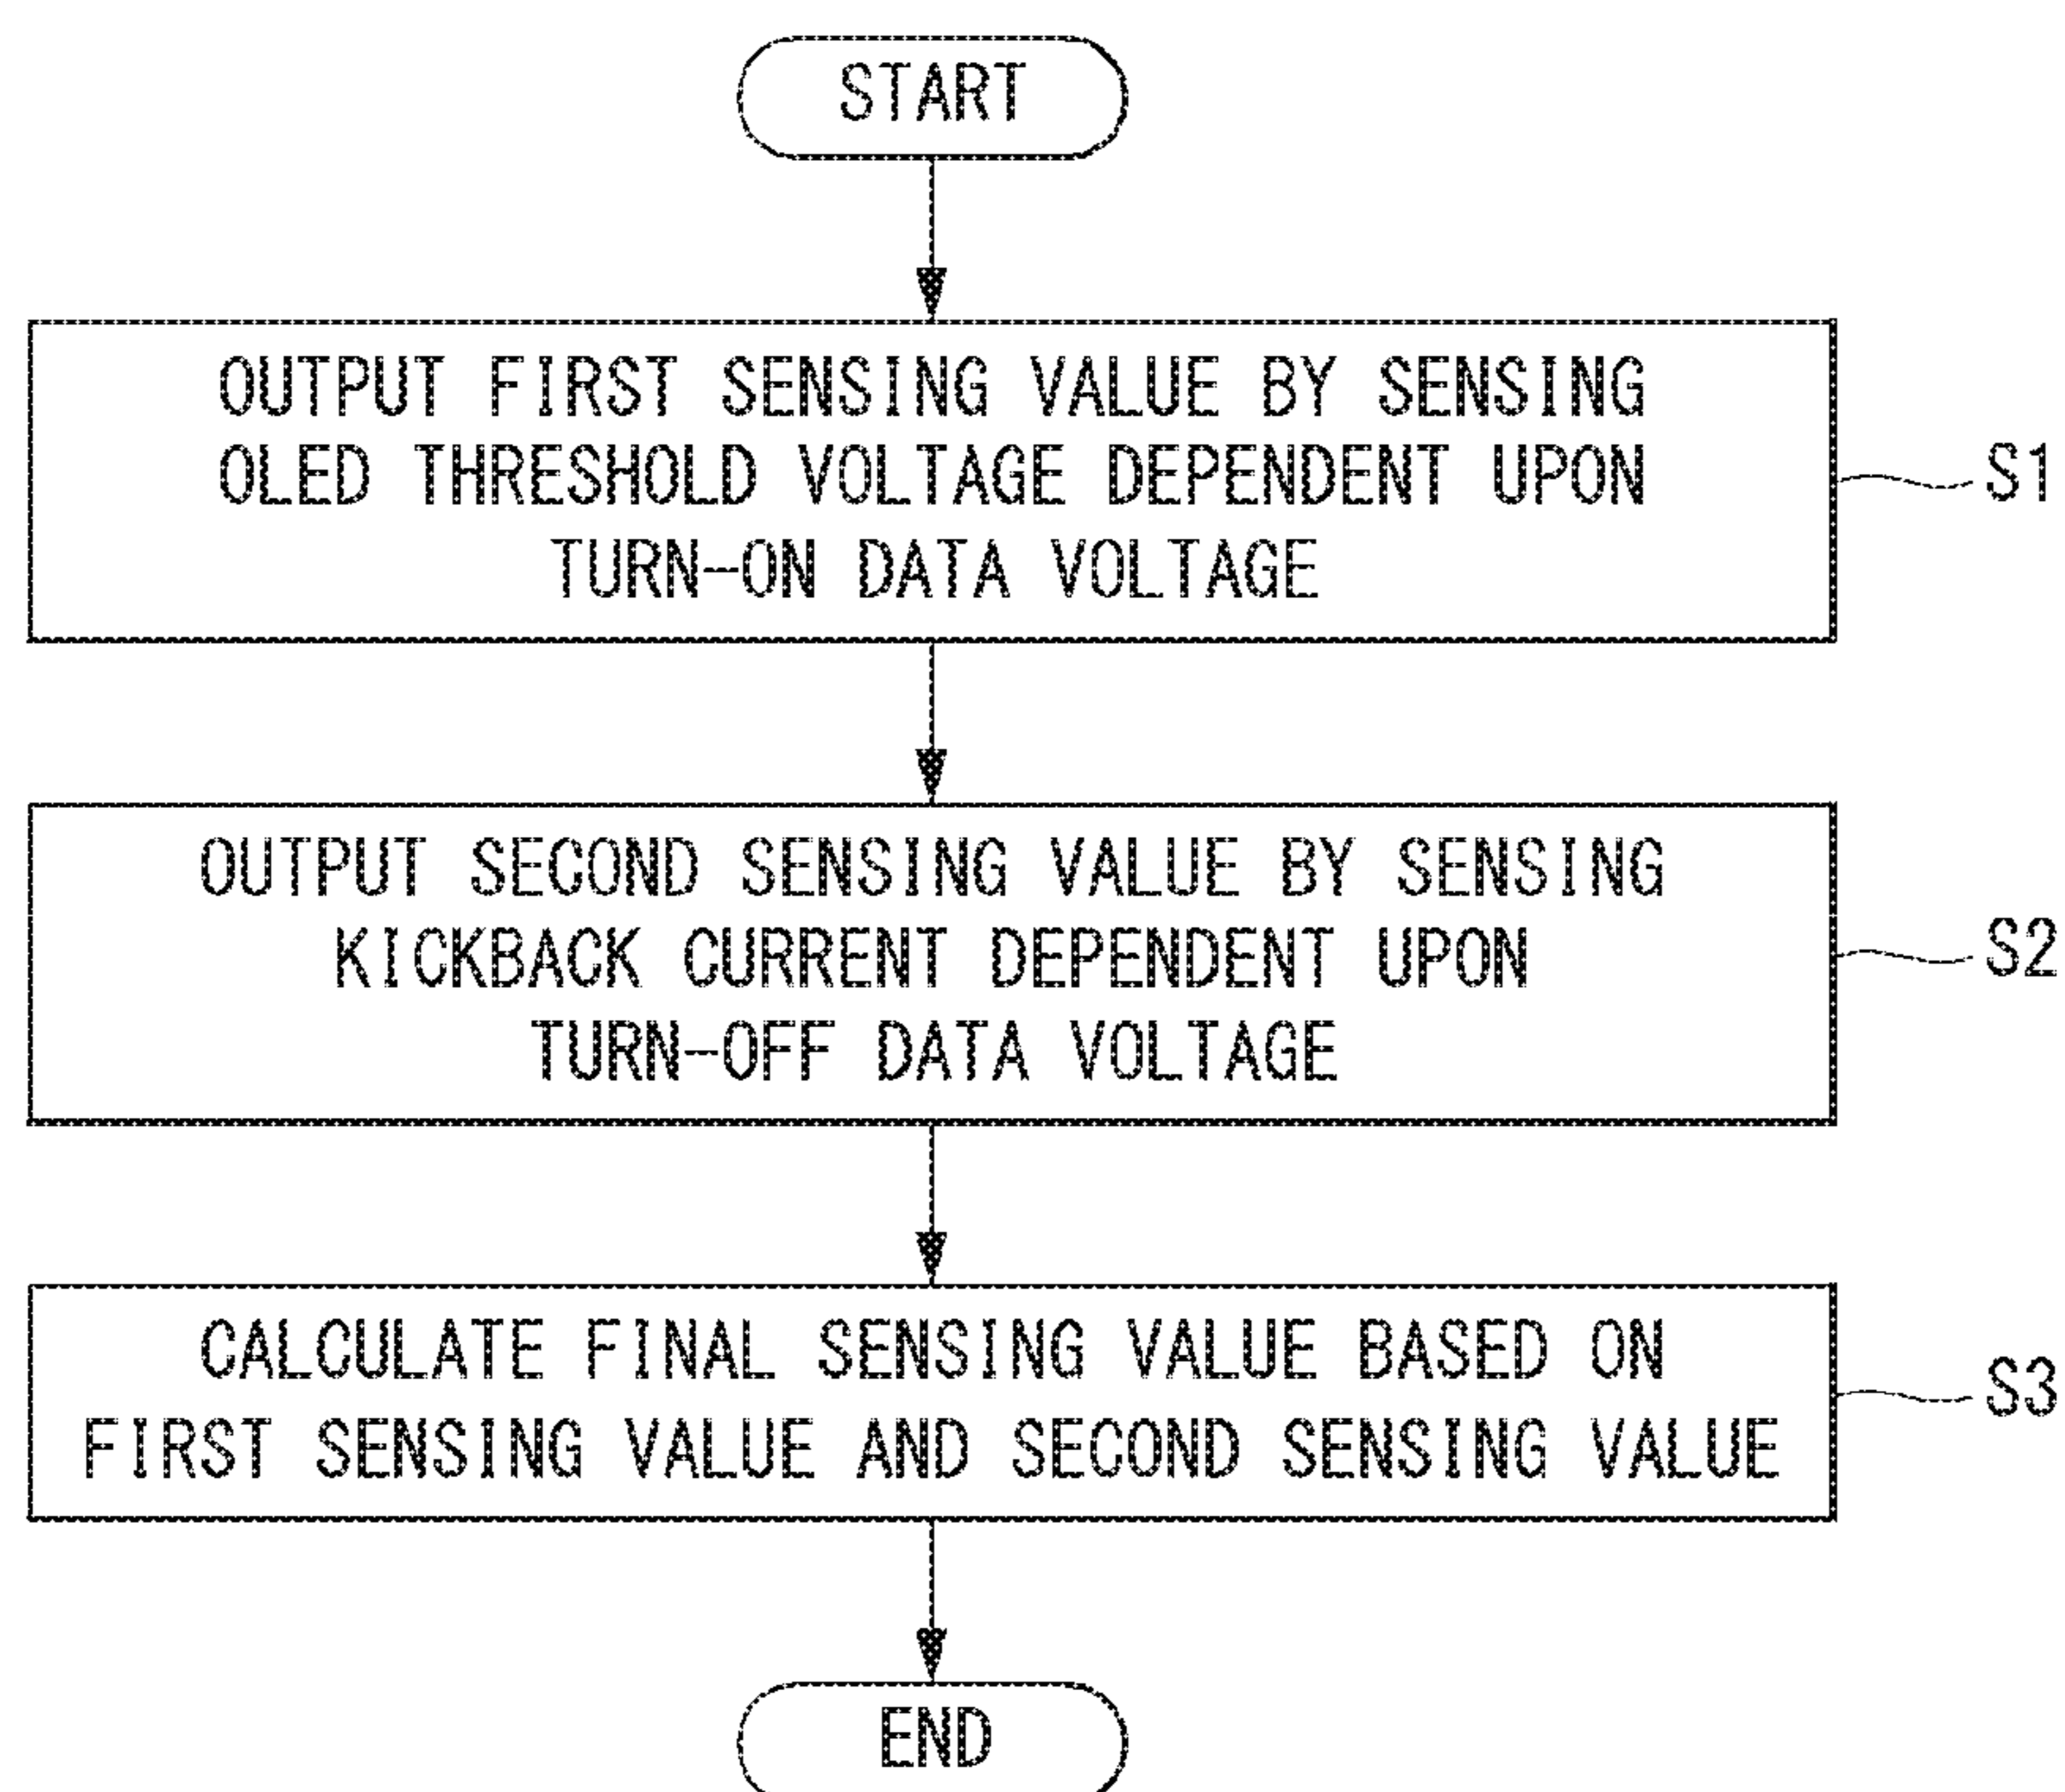 START
OUTPUT FIRST SENSING VALUE BY SENSING
OLED THRESHOLD VOLTAGE DEPENDENT UPON
TURN-ON DATA VOLTAGE
S1
OUTPUT SECOND SENSING VALUE BY SENSING
KICKBACK CURRENT DEPENDENT UPON
TURN-OFF DATA VOLTAGE
S2
CALCULATE FINAL SENSING VALUE BASED ON
FIRST SENSING VALUE AND SECOND SENSING VALUE
S3
END